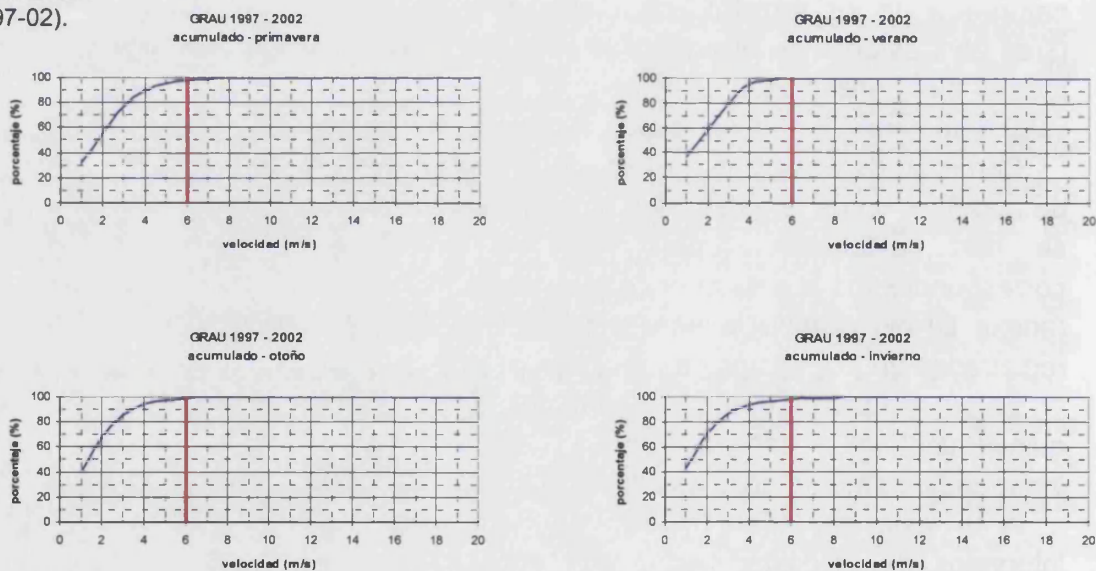 97-02).
GRAU 1997 - 2002
acumulado - primavera
100
80
60
40
20
0
porcentaje (%)
0 2 4 6 8 10 12 14 16 18 20
velocidad (m/s)
GRAU 1997 - 2002
acumulado - verano
100
80
60
40
20
0
porcentaje (%)
0 2 4 6 8 10 12 14 16 18 20
velocidad (m/s)
GRAU 1997 - 2002
acumulado - otoño
100
80
60
40
20
0
porcentaje (%)
0 2 4 6 8 10 12 14 16 18 20
velocidad (m/s)
GRAU 1997 - 2002
acumulado - invierno
100
80
60
40
20
0
porcentaje (%)
0 2 4 6 8 10 12 14 16 18 20
velocidad (m/s)